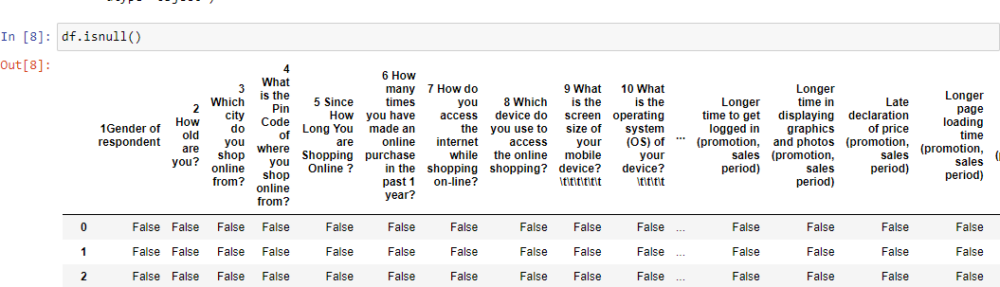 In [8]: df.isnull()
Out[8]:
1Gender of respondent 2 How old are you? 3 Which city do you shop online from? 4 What is the Pin Code of where you shop online from? 5 Since How Long You are Shopping Online ? 6 How many times you have made an online purchase in the past 1 year? 7 How do you access the internet while shopping on-line? 8 Which device do you use to access the online shopping? 9 What is the screen size of your mobile device? \t\t\t\t\t\t 10 What is the operating system (OS) of your device? \t\t\t\t ... Longer time to get logged in (promotion, sales period) Longer time in displaying graphics and photos (promotion, sales period) Late declaration of price (promotion, sales period) Longer page loading time (promotion, sales period)
0 False False False False False False False False False False ... False False False False
1 False False False False False False False False False False ... False False False False
2 False False False False False False False False False False ... False False False False